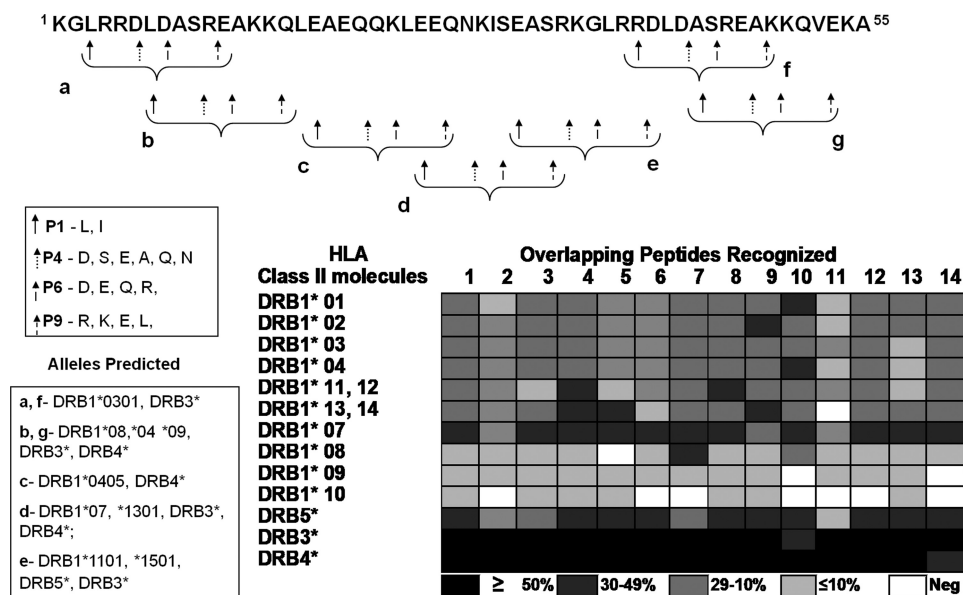 1 KGLRRDLDASREAKKQLEAEQQKLEEQNKISEASRKGLRRDLDASREAKKQVEKA 55
a
f
b
g
c
e
d
P1 - L, I
P4 - D, S, E, A, Q, N
P6 - D, E, Q, R,
P9 - R, K, E, L,
Alleles Predicted
a, f- DRB1*0301, DRB3*
b, g- DRB1*08,*04 *09,
DRB3*, DRB4*
c- DRB1*0405, DRB4*
d- DRB1*07, *1301, DRB3*,
DRB4*;
e- DRB1*1101, *1501,
DRB5*, DRB3*
HLA
Class II molecules
Overlapping Peptides Recognized
1 2 3 4 5 6 7 8 9 10 11 12 13 14
DRB1* 01
DRB1* 02
DRB1* 03
DRB1* 04
DRB1* 11, 12
DRB1* 13, 14
DRB1* 07
DRB1* 08
DRB1* 09
DRB1* 10
DRB5*
DRB3*
DRB4*
≥ 50% 30-49% 29-10% ≤10% Neg